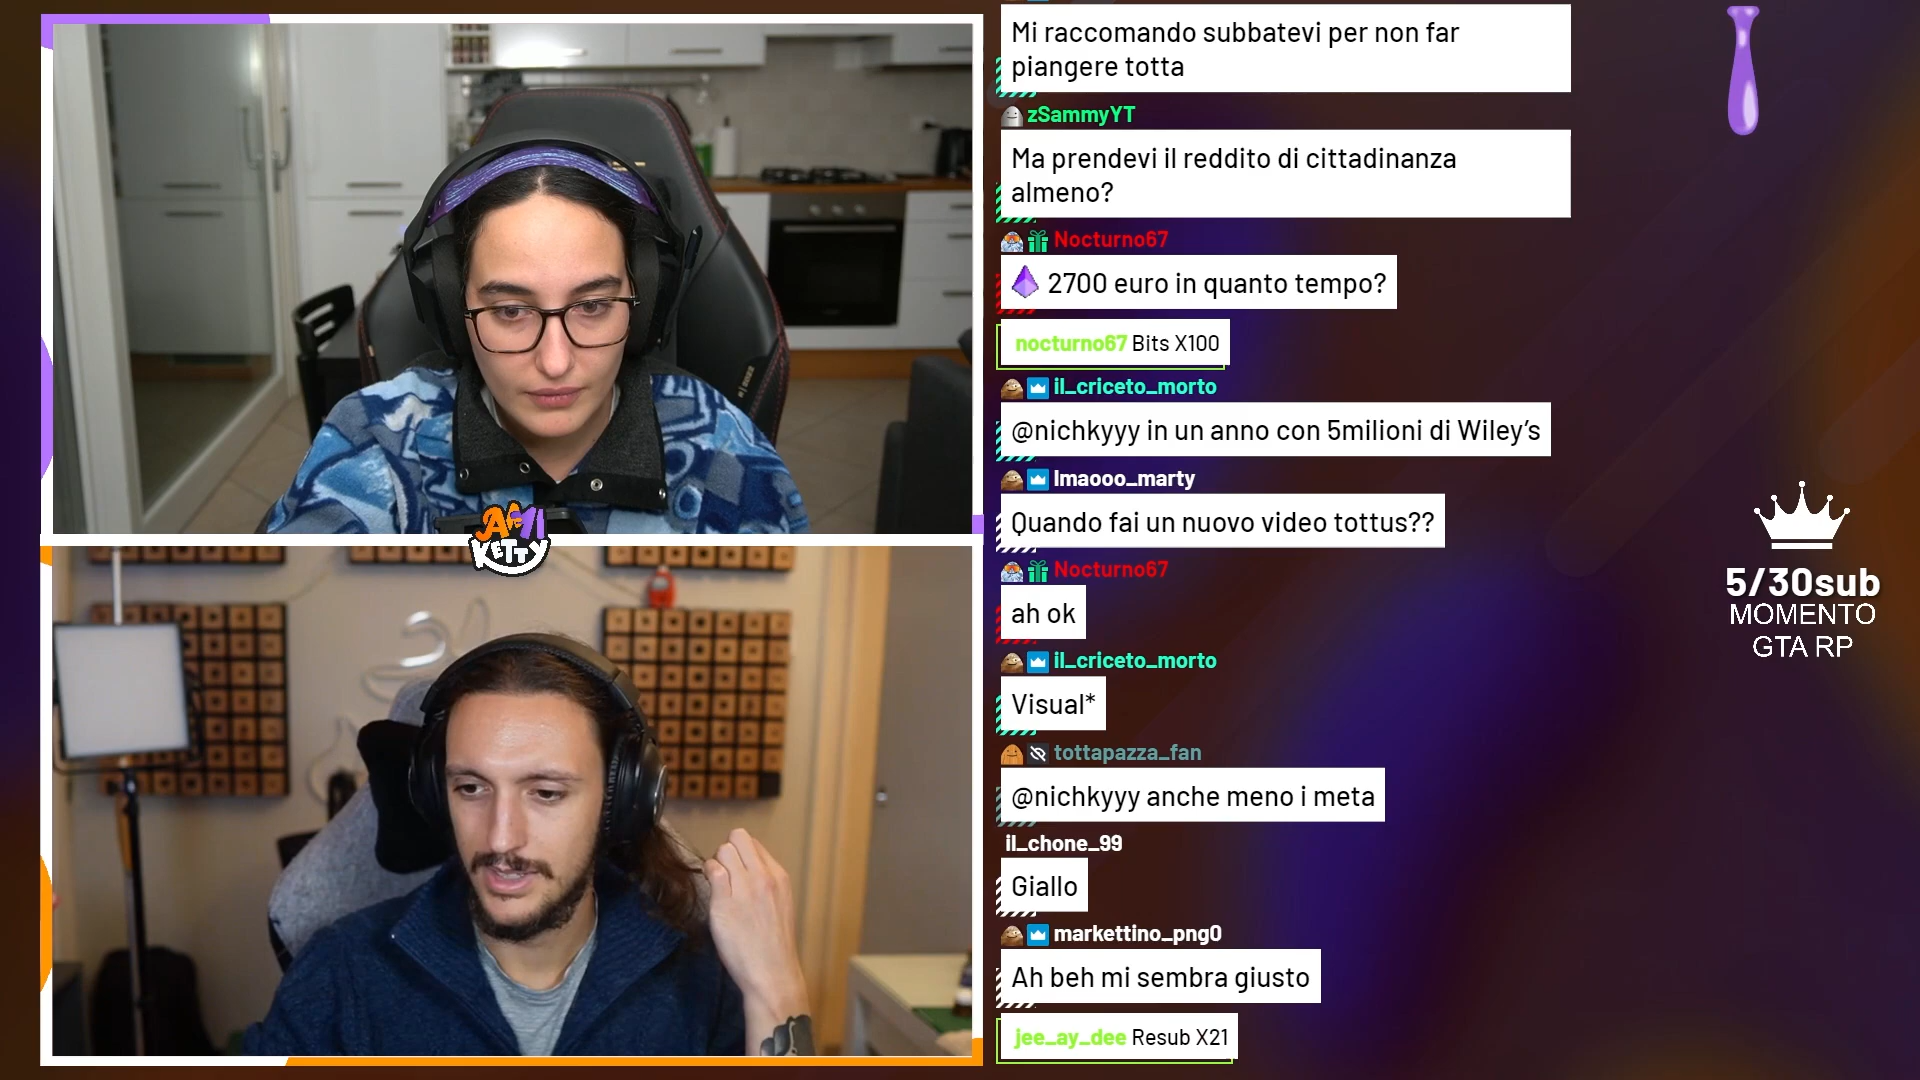 Mi raccomando subbatevi per non far
piangere totta
zSammyYT
Ma prendevi il reddito di cittadinanza
almeno?
Nocturno67
2700 euro in quanto tempo?
nocturno67 Bits X100
il_criceto_morto
@nichkyyy in un anno con 5milioni di Wiley’s
lmaooo_marty
Quando fai un nuovo video tottus??
Nocturno67
ah ok
il_criceto_morto
Visual*
tottapazza_fan
@nichkyyy anche meno i meta
il_chone_99
Giallo
markettino_png0
Ah beh mi sembra giusto
jee_ay_dee Resub X21
AMI
KETTY
5/30sub
MOMENTO
GTA RP